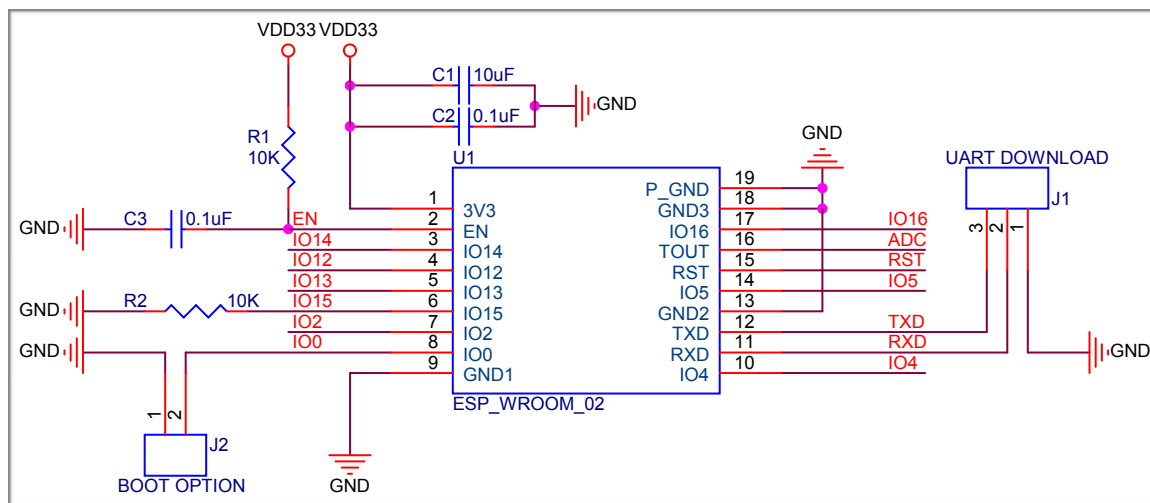 VDD33 VDD33
C1 10uF
GND
C2 0.1uF
GND
R1
10K
U1
UART DOWNLOAD
J1
P_GND 19
1 3V3
GND3 18
C3 0.1uF
GND
EN
2 EN
IO16 17 IO16
IO14 3 IO14
TOUT 16 ADC
IO12 4 IO12
RST 15 RST
IO13 5 IO13
IO5 14 IO5
GND R2 10K IO15 6 IO15
GND2 13
IO2 7 IO2
TXD 12 TXD
GND IO0 8 IO0
RXD 11 RXD
9 GND1
IO4 10 IO4
3 2 1
GND
ESP_WROOM_02
1 2
J2
BOOT OPTION
GND